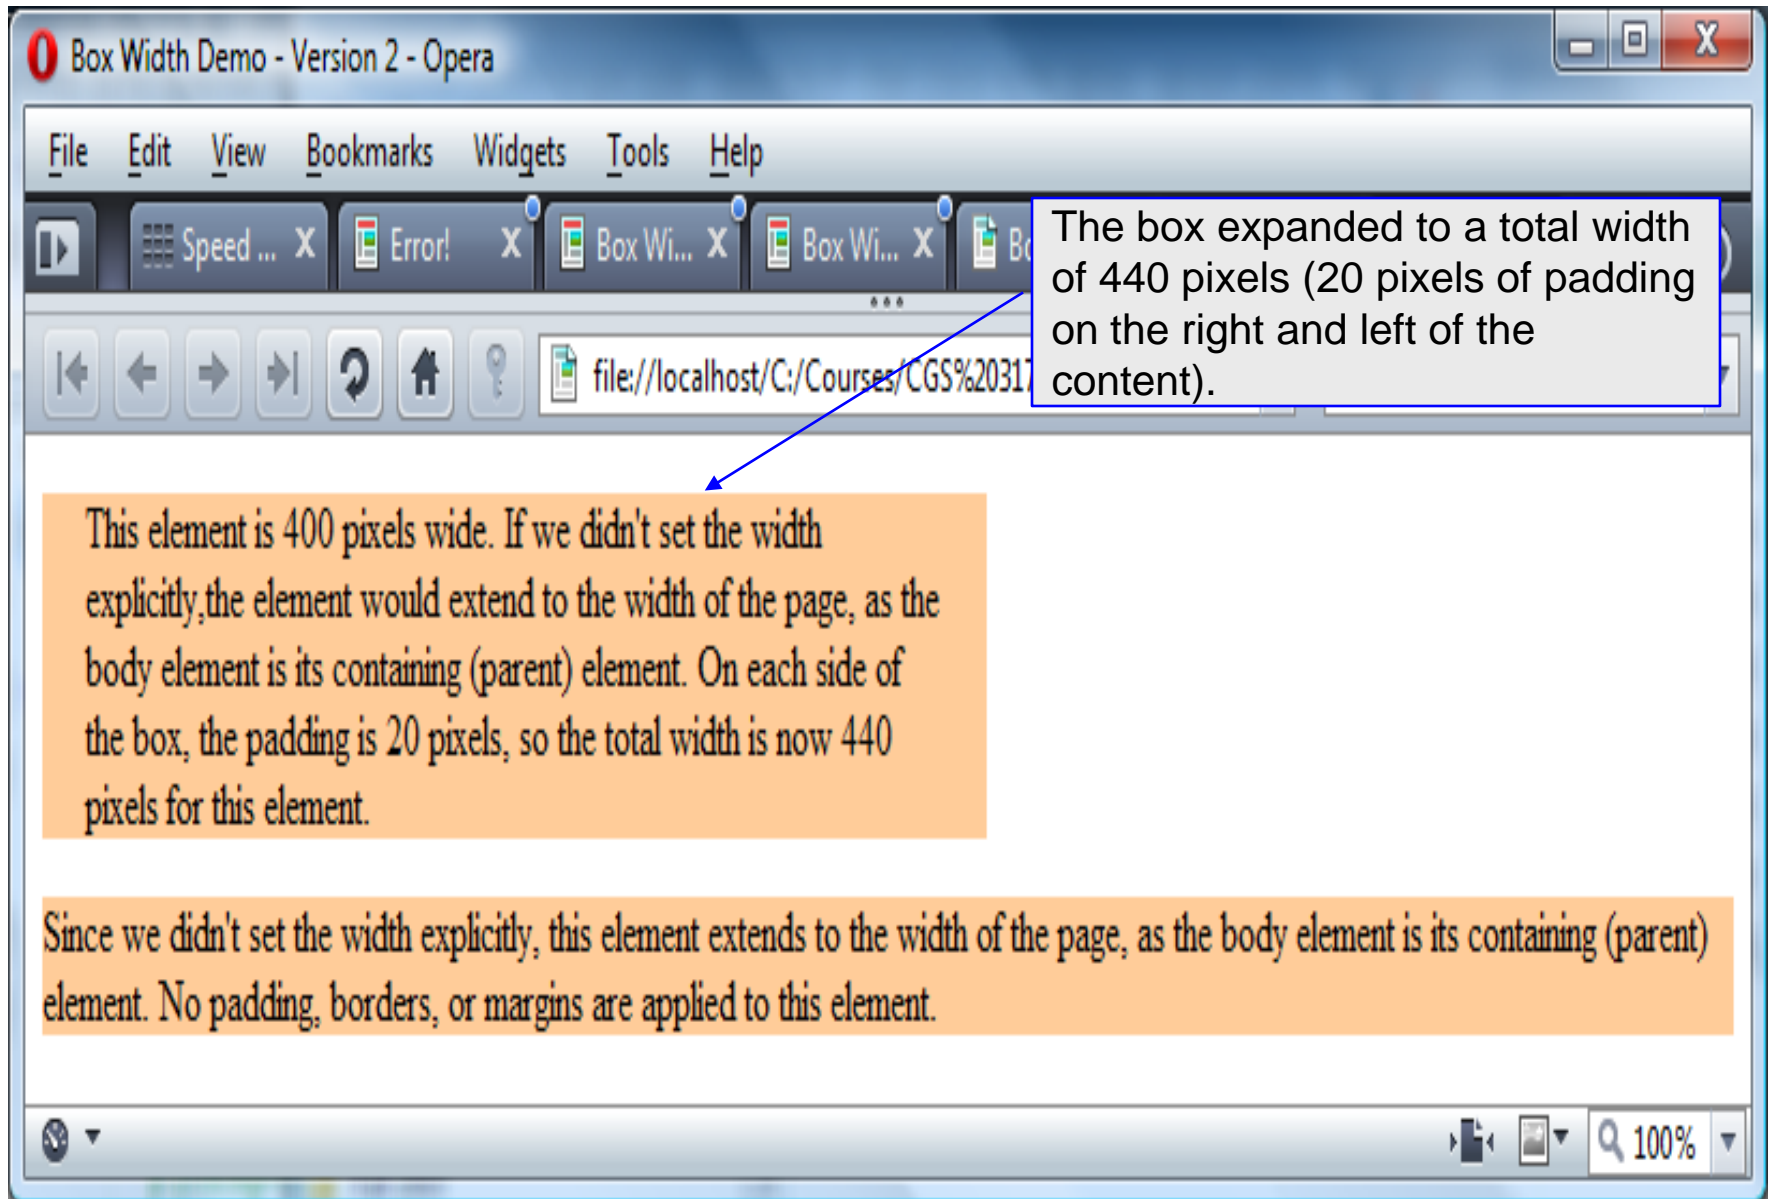 Box Width Demo - Version 2 - Opera
File Edit View Bookmarks Widgets Tools Help
Speed ... X Error! X Box Wi... X Box Wi... X
The box expanded to a total width
of 440 pixels (20 pixels of padding
on the right and left of the
content).
file://localhost/C:/Courses/CGS%20317
This element is 400 pixels wide. If we didn't set the width
explicitly,the element would extend to the width of the page, as the
body element is its containing (parent) element. On each side of
the box, the padding is 20 pixels, so the total width is now 440
pixels for this element.
Since we didn't set the width explicitly, this element extends to the width of the page, as the body element is its containing (parent)
element. No padding, borders, or margins are applied to this element.
100%